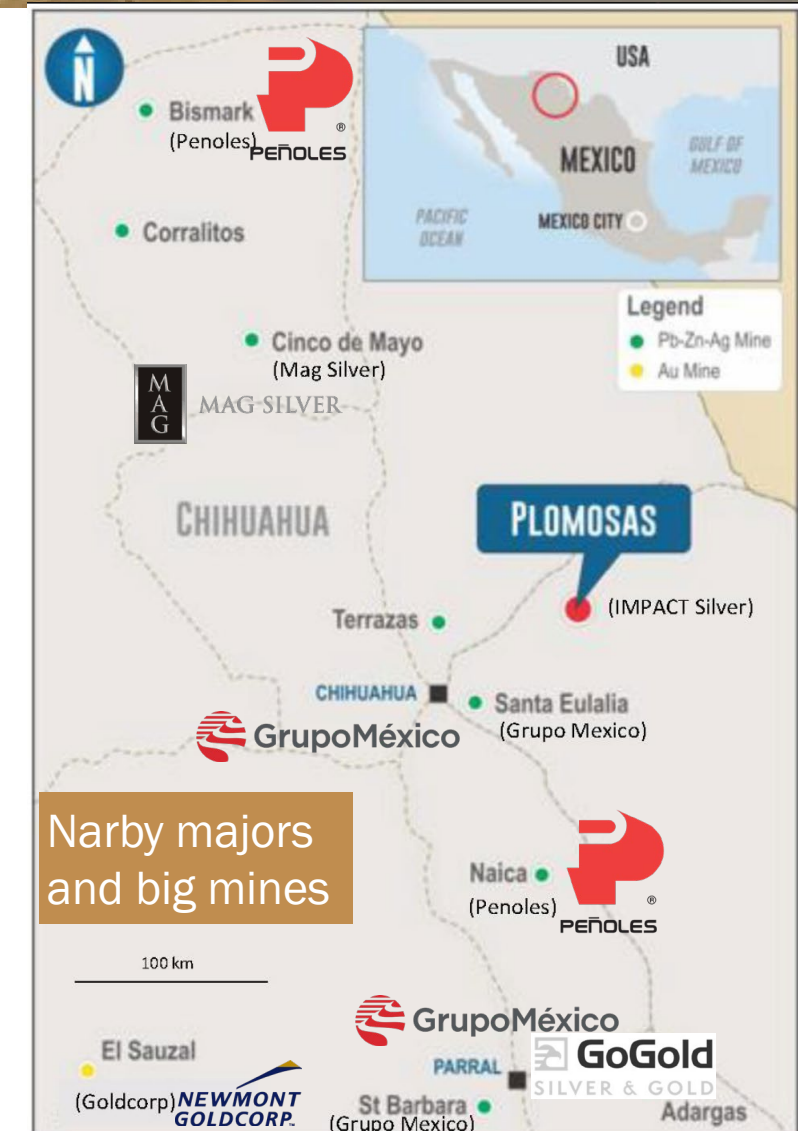 N
Bismark
(Penoles)
®
PEÑOLES
USA
MEXICO
GULF OF
MEXICO
PACIFIC
OCEAN
MEXICO CITY
Corralitos
Legend
Pb-Zn-Ag Mine
Au Mine
Cinco de Mayo
(Mag Silver)
MAG
MAG SILVER
CHIHUAHUA
PLOMOSAS
(IMPACT Silver)
Terrazas
CHIHUAHUA
Santa Eulalia
(Grupo Mexico)
GrupoMéxico
Narby majors
and big mines
Naica
(Penoles)
®
PEÑOLES
100 km
GrupoMéxico
El Sauzal
(Goldcorp)
NEWMONT
GOLDCORP™
PARRAL
GoGold
SILVER & GOLD
St Barbara
(Grupo Mexico)
Adargas